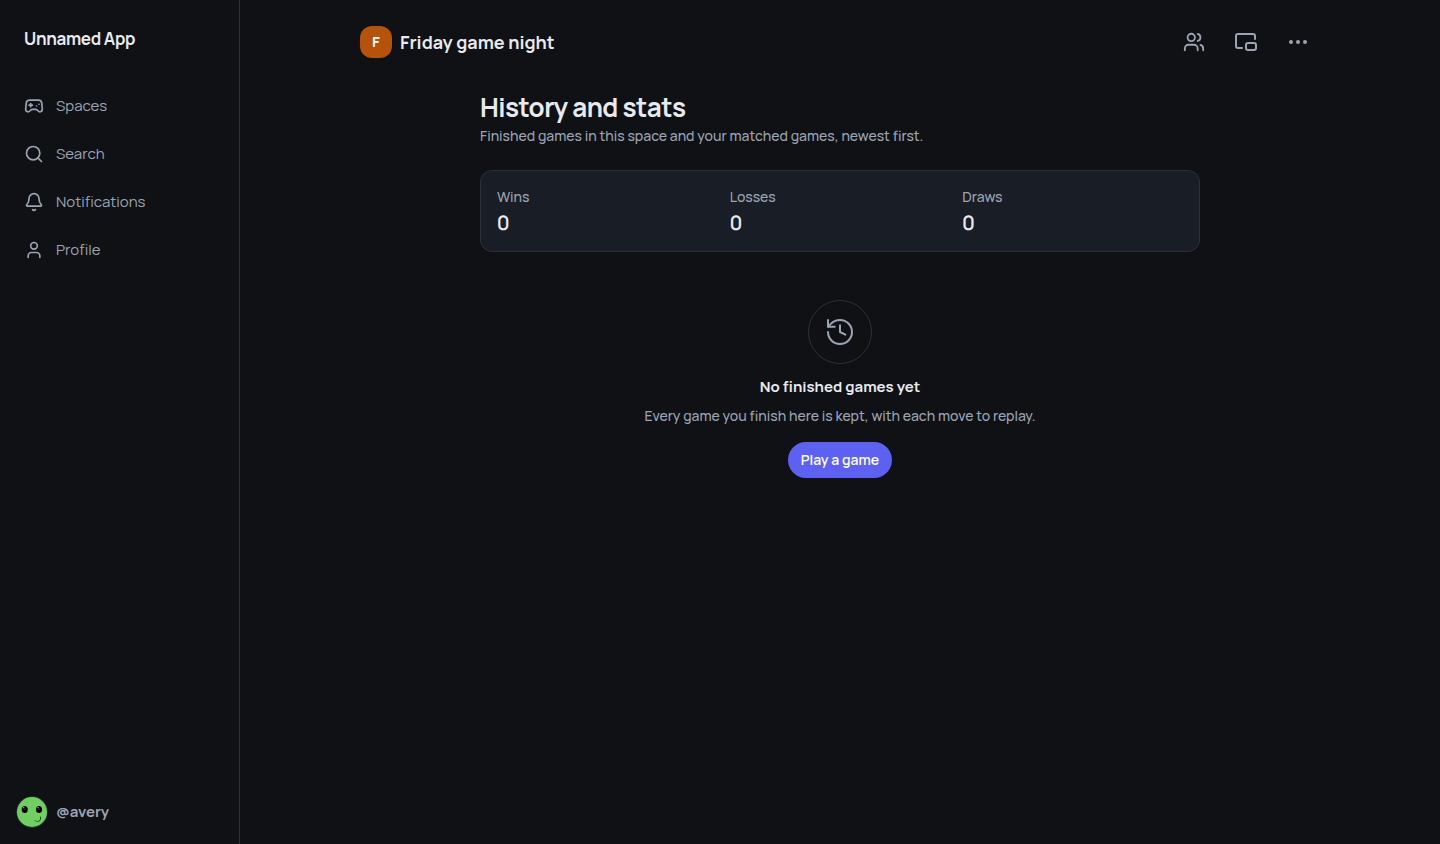 Unnamed App
Spaces
Search
Notifications
Profile
@avery
F
Friday game night
History and stats
Finished games in this space and your matched games, newest first.
Wins
Losses
Draws
0
0
0
No finished games yet
Every game you finish here is kept, with each move to replay.
Play a game